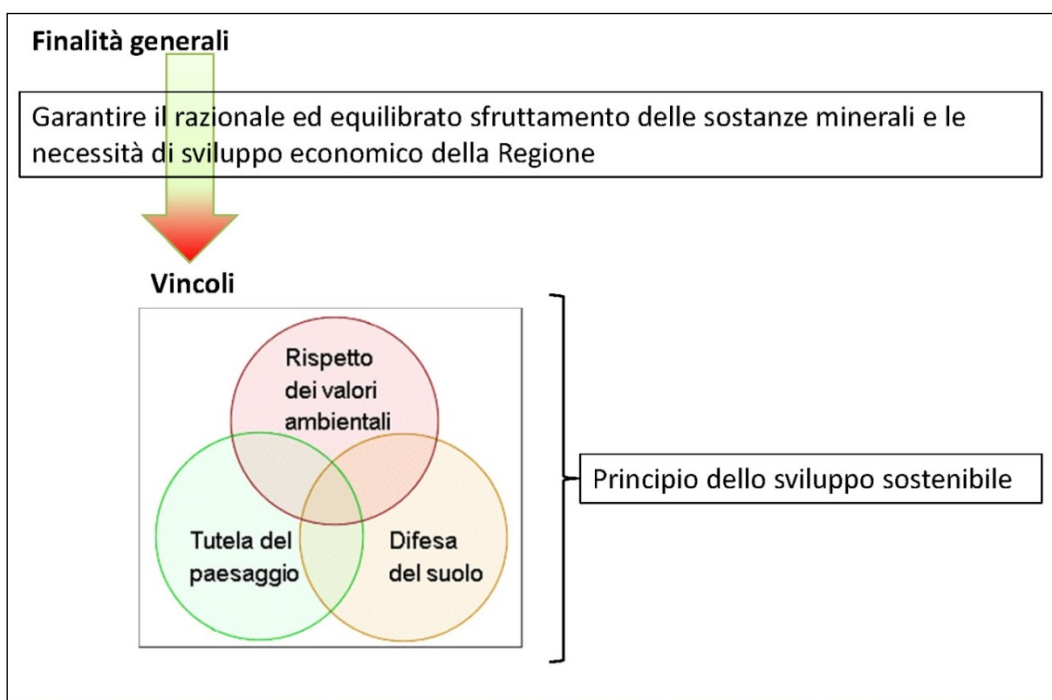 Finalità generali
Garantire il razionale ed equilibrato sfruttamento delle sostanze minerali e le
necessità di sviluppo economico della Regione
Vincoli
Rispetto
dei valori
ambientali
Tutela del
paesaggio
Difesa
del suolo
Principio dello sviluppo sostenibile